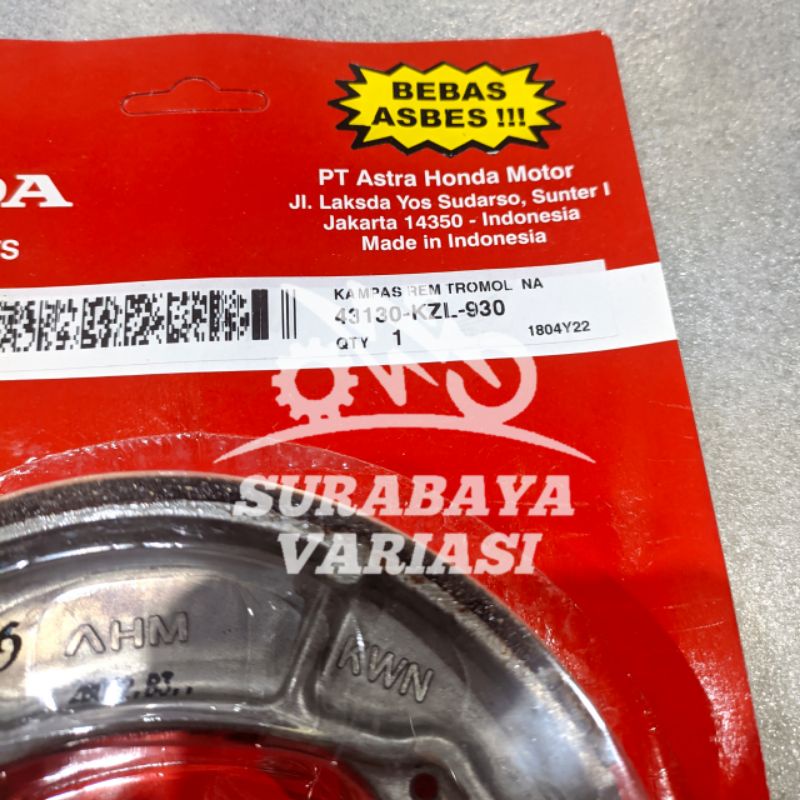 BEBAS
ASBES !!!
PT Astra Honda Motor
Jl. Laksda Yos Sudarso, Sunter I
Jakarta 14350 - Indonesia
Made in Indonesia
DA
KAMPAS REM TROMOL NA
43130-KZL-930
QTY 1
1804Y22
SURABAYA
VARIASI
AHM
KWN